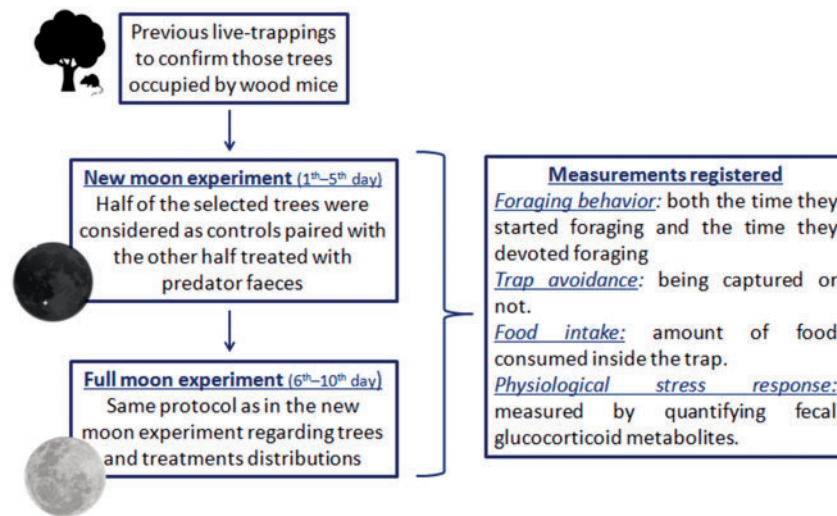 Previous live-trappings
to confirm those trees
occupied by wood mice
New moon experiment (1th–5th day)
Half of the selected trees were
considered as controls paired with
the other half treated with
predator faeces
Full moon experiment (6th–10th day)
Same protocol as in the new
moon experiment regarding trees
and treatments distributions
Measurements registered
Foraging behavior: both the time they
started foraging and the time they
devoted foraging
Trap avoidance: being captured or
not.
Food intake: amount of food
consumed inside the trap.
Physiological stress response:
measured by quantifying fecal
glucocorticoid metabolites.